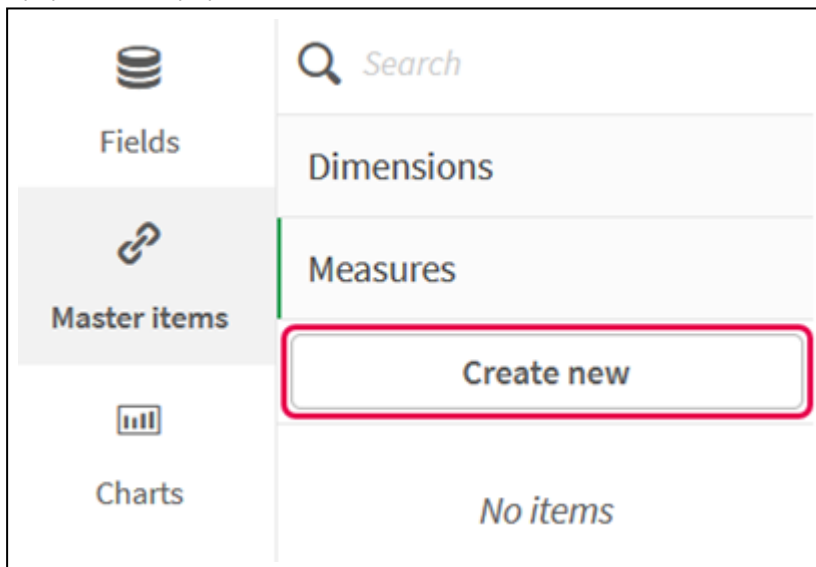 Search
Fields
Dimensions
Measures
Master items
Create new
Charts
No items